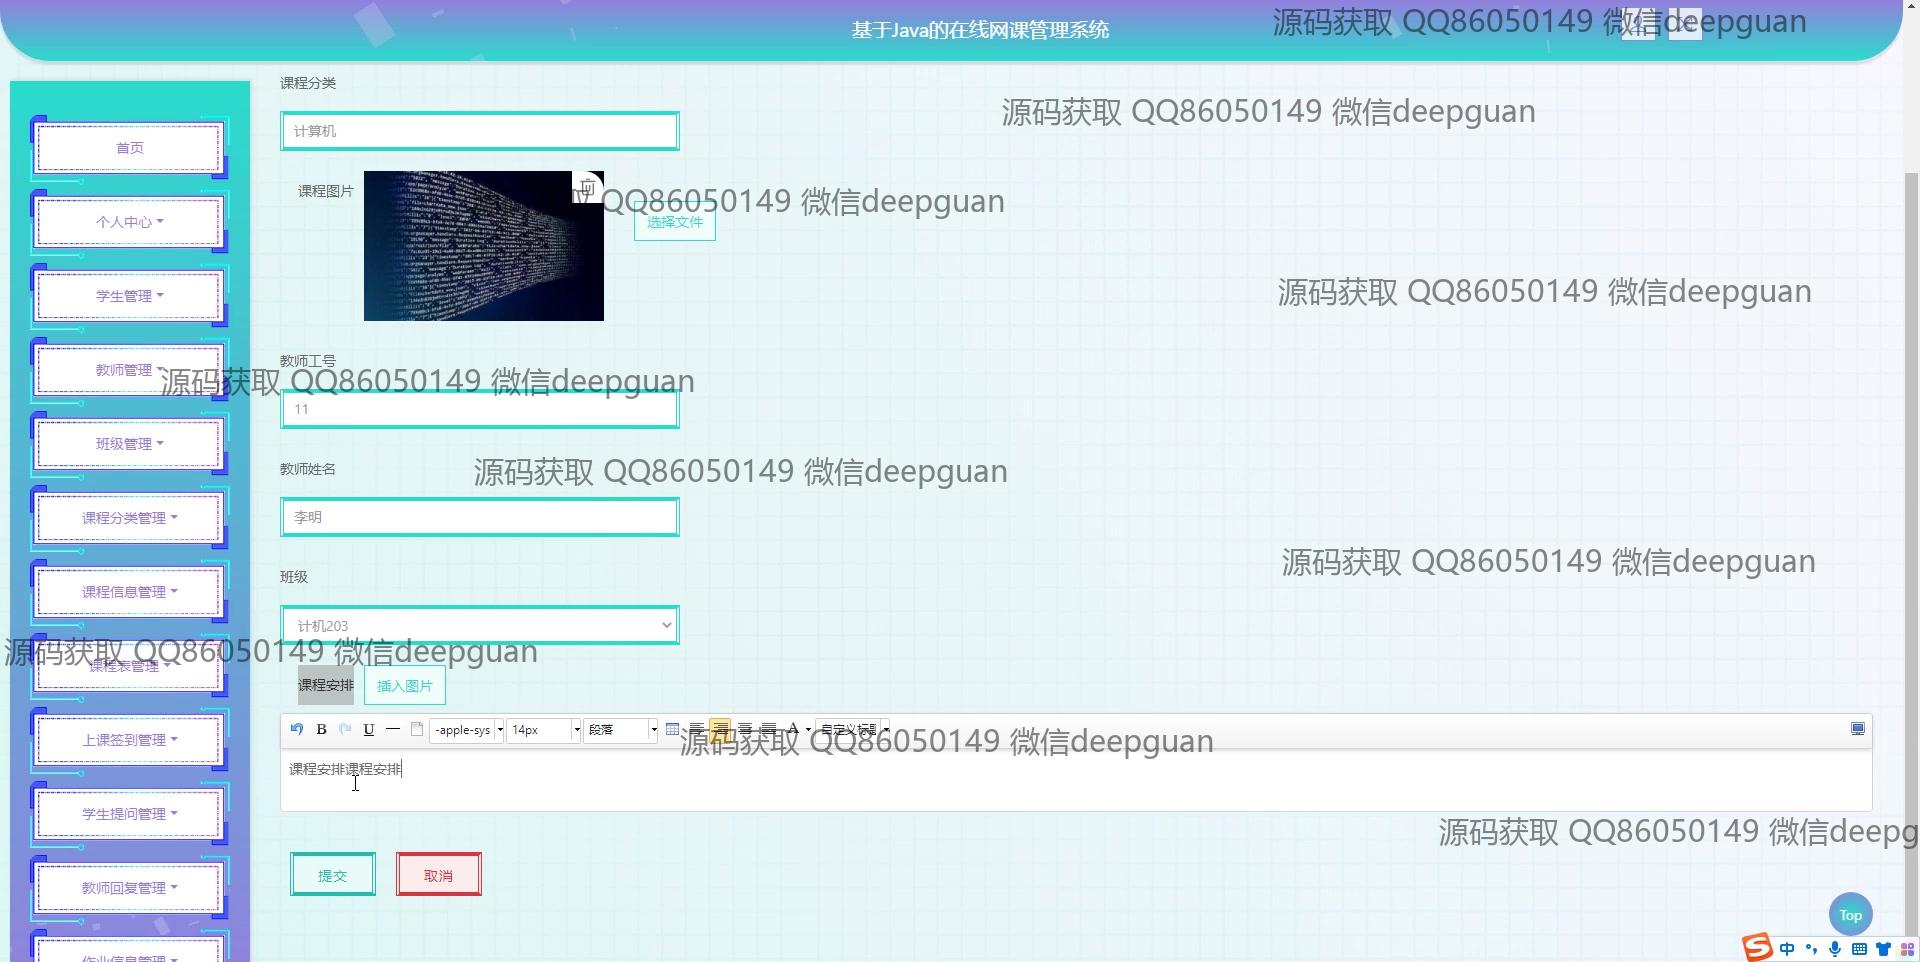 基于Java的在线网课管理系统
源码获取 QQ86050149 微信deepguan
课程分类
源码获取 QQ86050149 微信deepguan
计算机
首页
课程图片
QQ86050149 微信deepguan
选择文件
个人中心
学生管理
源码获取 QQ86050149 微信deepguan
教师工号
教师管理
源码获取 QQ86050149 微信deepguan
11
班级管理
教师姓名
源码获取 QQ86050149 微信deepguan
李明
课程分类管理
源码获取 QQ86050149 微信deepguan
班级
课程信息管理
计机203
源码获取 QQ86050149 微信deepguan
课程表管理
课程安排
插入图片
B U -apple-sys 14px 段落 A 自定义标题
源码获取 QQ86050149 微信deepguan
上课签到管理
课程安排课程安排
学生提问管理
源码获取 QQ86050149 微信deepg
提交
取消
教师回复管理
Top
作业信息管理
中